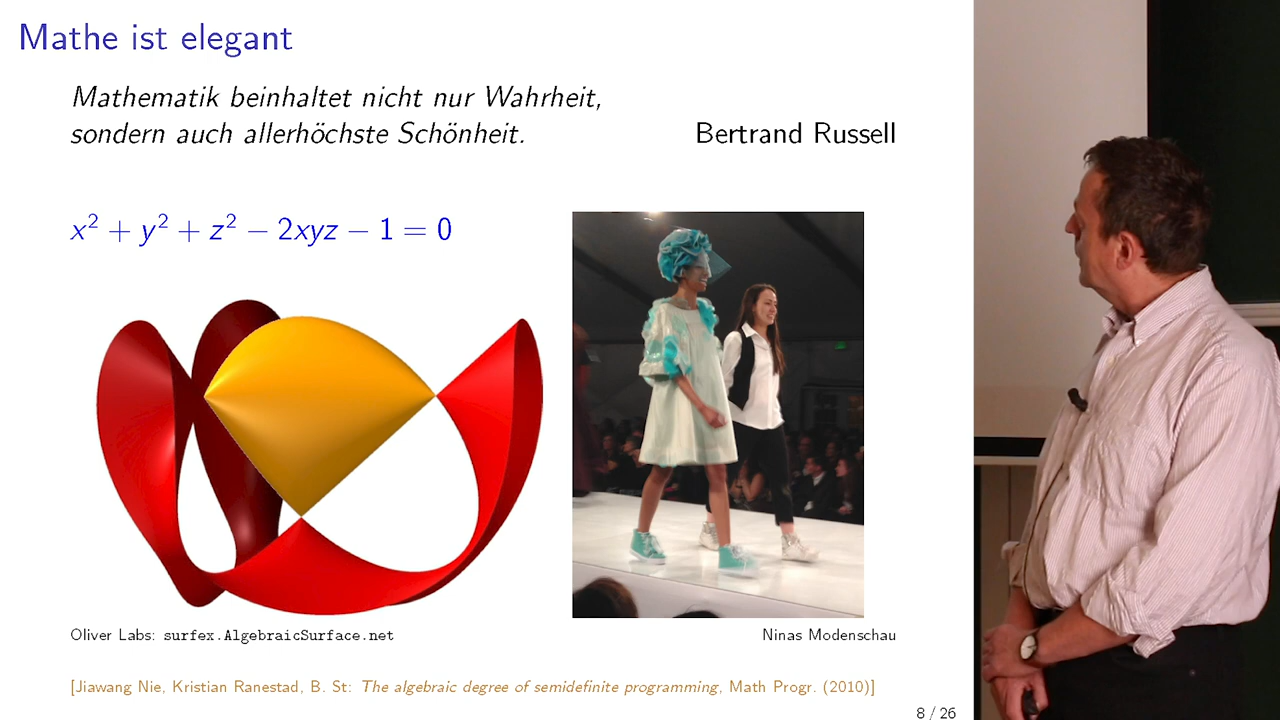 Mathe ist elegant
Mathematik beinhaltet nicht nur Wahrheit,
sondern auch allerhöchste Schönheit.
Bertrand Russell
x² + y² + z² − 2xyz − 1 = 0
Oliver Labs: surfex.AlgebraicSurface.net
Ninas Modenschau
[Jiawang Nie, Kristian Ranestad, B. St: The algebraic degree of semidefinite programming, Math Progr. (2010)]
8 / 26